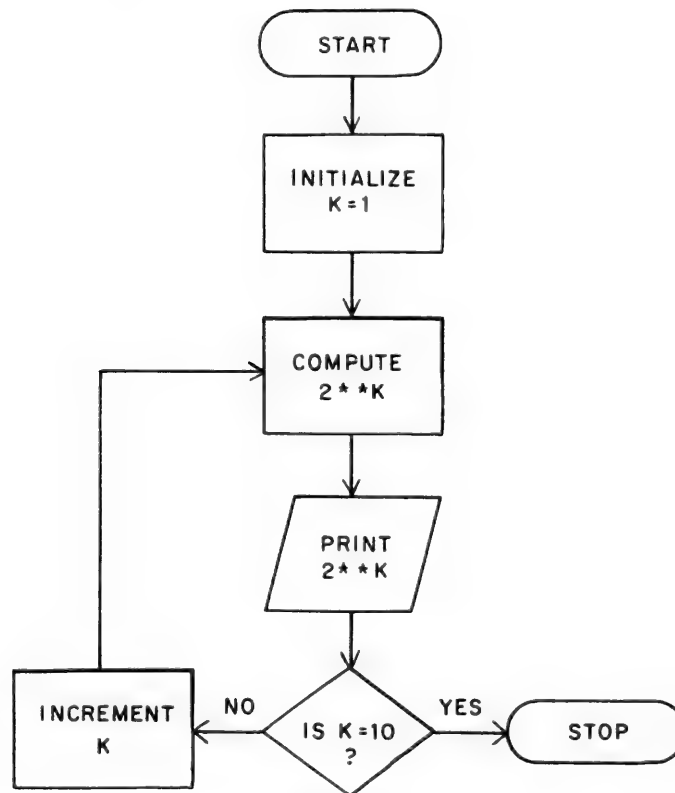 START
INITIALIZE
K=1
COMPUTE
2**K
PRINT
2**K
IS K=10
?
NO
INCREMENT
K
YES
STOP